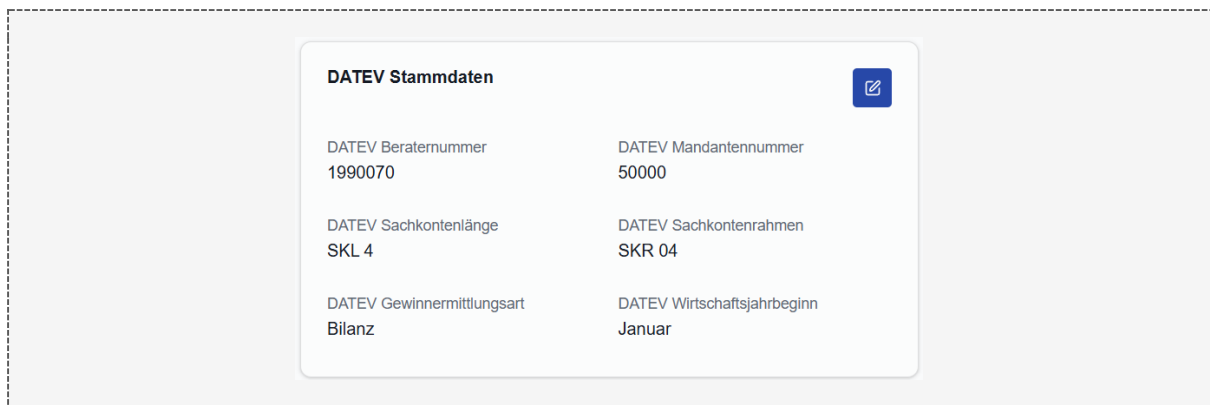 DATEV Stammdaten
DATEV Beraternummer
1990070
DATEV Mandantennummer
50000
DATEV Sachkontenlänge
SKL 4
DATEV Sachkontenrahmen
SKR 04
DATEV Gewinnermittlungsart
Bilanz
DATEV Wirtschaftsjahrbeginn
Januar